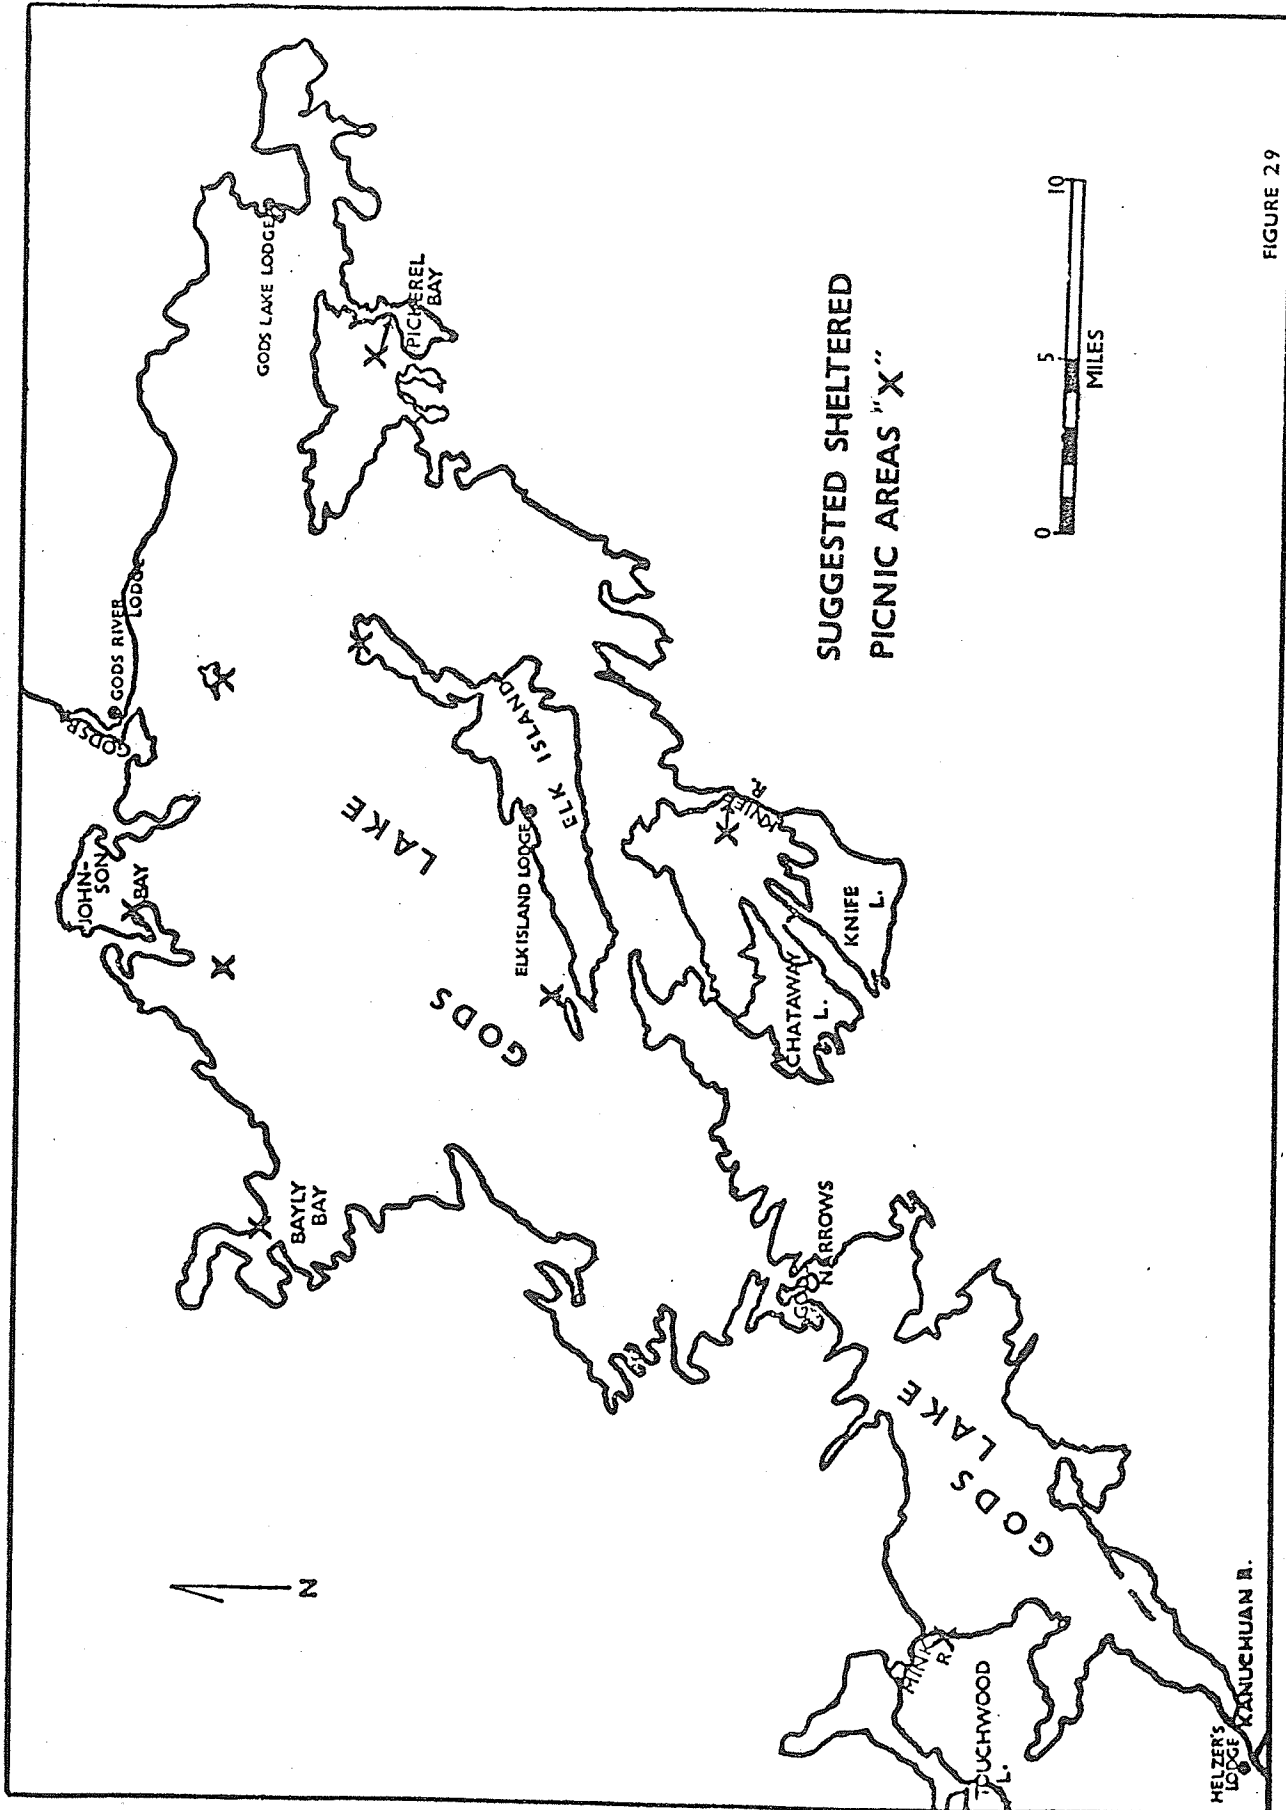 GODS LAKE LODGE
PICKEREL
BAY
GODS RIVER
LODGE
GODS R
JOHN-
SON
BAY
GODS LAKE
ELK ISLAND
ELK ISLAND LODGE
KNIFE R.
KNIFE
L.
CHATAWAY
L.
BAYLY
BAY
NARROWS
GODS LAKE
MINK
R.
TOUCHWOOD
L.
HELZER'S
LODGE
KANUCHUAN R.
N
SUGGESTED SHELTERED
PICNIC AREAS "X"
0 5 10
MILES
FIGURE 29
X
X
X
X
X
X
X
X
X